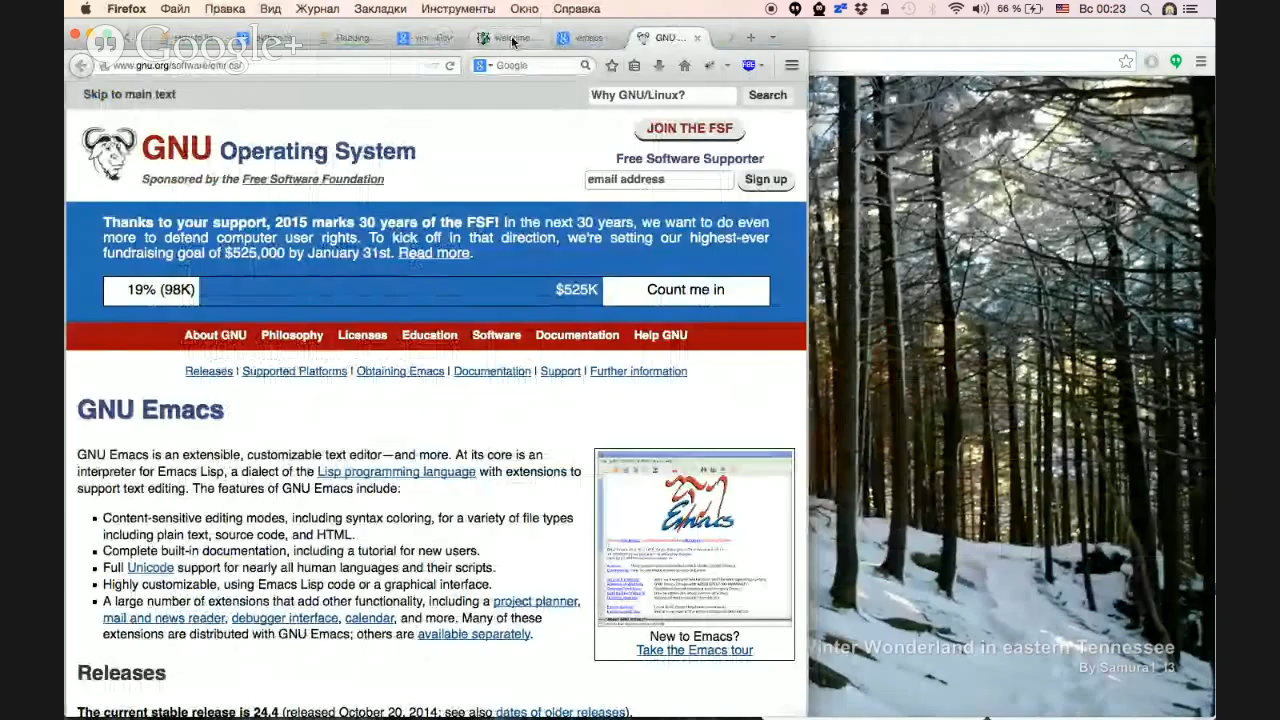 Firefox Файл Правка Вид Журнал Закладки Инструменты Окно Справка 66 % Вс 00:23
Google+
vim
Welcome
emacs
GNU ...
www.gnu.org/software/emacs/
Google
ABP
Skip to main text
Why GNU/Linux? Search
GNU Operating System
Sponsored by the Free Software Foundation
JOIN THE FSF
Free Software Supporter
email address Sign up
Thanks to your support, 2015 marks 30 years of the FSF! In the next 30 years, we want to do even
more to defend computer user rights. To kick off in that direction, we're setting our highest-ever
fundraising goal of $525,000 by January 31st. Read more.
19% (98K) $525K Count me in
About GNU Philosophy Licenses Education Software Documentation Help GNU
Releases | Supported Platforms | Obtaining Emacs | Documentation | Support | Further information
GNU Emacs
GNU Emacs is an extensible, customizable text editor—and more. At its core is an
interpreter for Emacs Lisp, a dialect of the Lisp programming language with extensions to
support text editing. The features of GNU Emacs include:
Content-sensitive editing modes, including syntax coloring, for a variety of file types
including plain text, source code, and HTML.
Complete built-in documentation, including a tutorial for new users.
Full Unicode support for nearly all human languages and their scripts.
Highly customizable, using Emacs Lisp code or a graphical interface.
A large number of extensions that add other functionality, including a project planner,
mail and news reader, debugger interface, calendar, and more. Many of these
extensions are distributed with GNU Emacs; others are available separately.
Emacs
New to Emacs?
Take the Emacs tour
Releases
The current stable release is 24.4 (released October 20, 2014; see also dates of older releases).
Winter Wonderland in eastern Tennessee
By Samura1_13